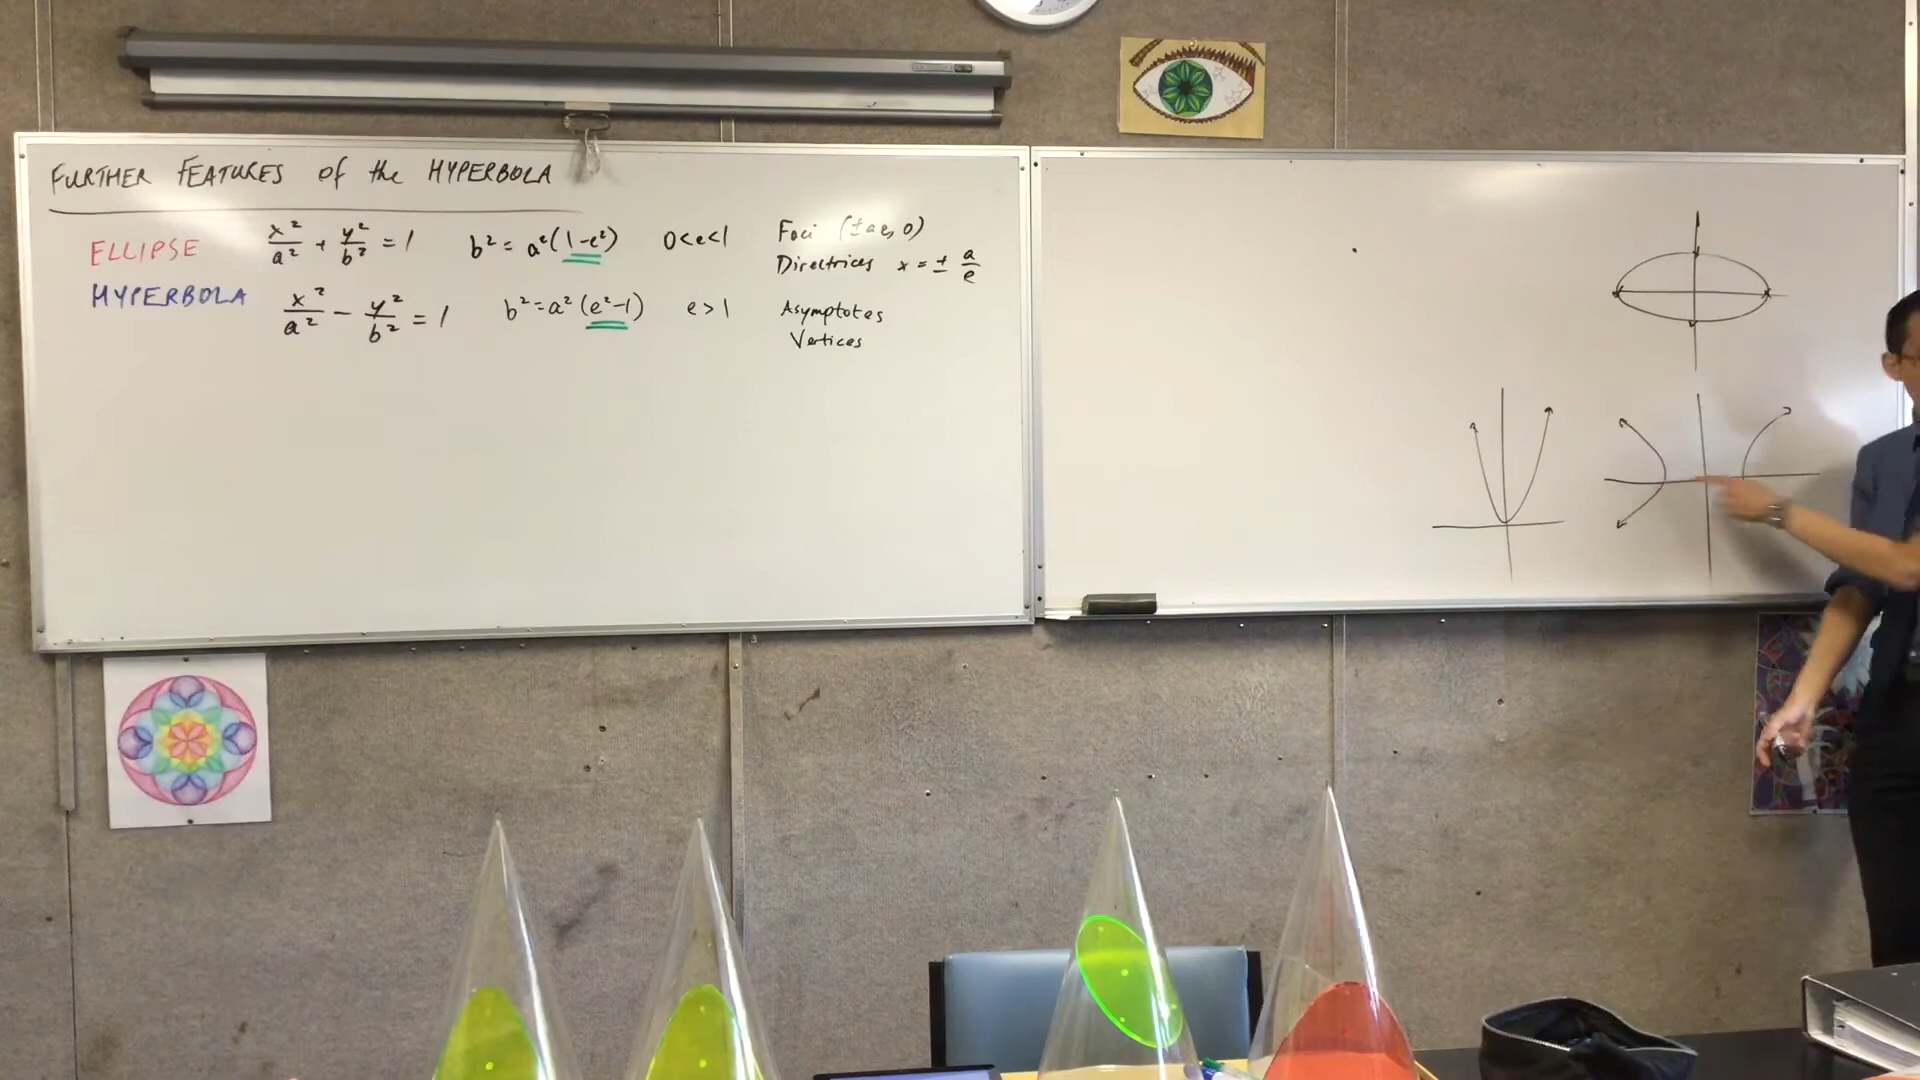 FURTHER FEATURES of the HYPERBOLA
ELLIPSE x²/a² + y²/b² = 1 b² = a²(1-e²) 0<e<1 Foci (±ae, 0)
Directrices x = ± a/e
HYPERBOLA x²/a² - y²/b² = 1 b² = a²(e²-1) e > 1 Asymptotes
Vertices